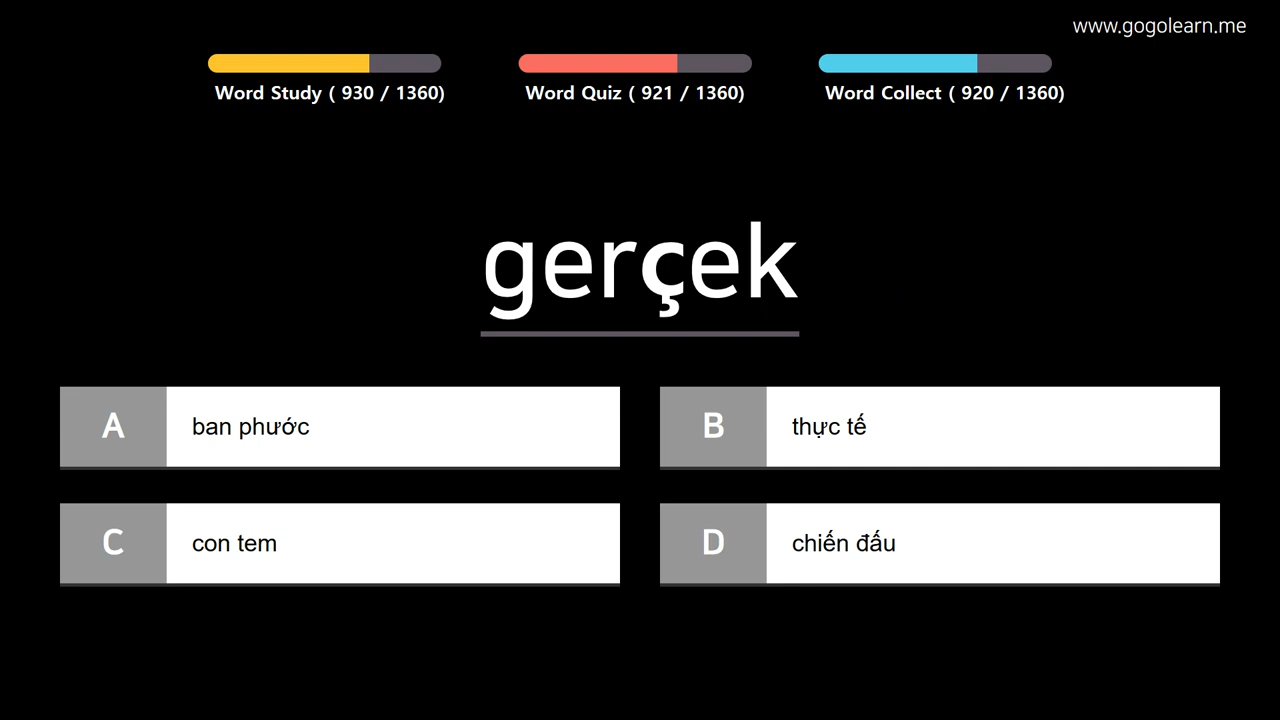 www.gogolearn.me
Word Study ( 930 / 1360)
Word Quiz ( 921 / 1360)
Word Collect ( 920 / 1360)
gerçek
A ban phước
B thực tế
C con tem
D chiến đấu